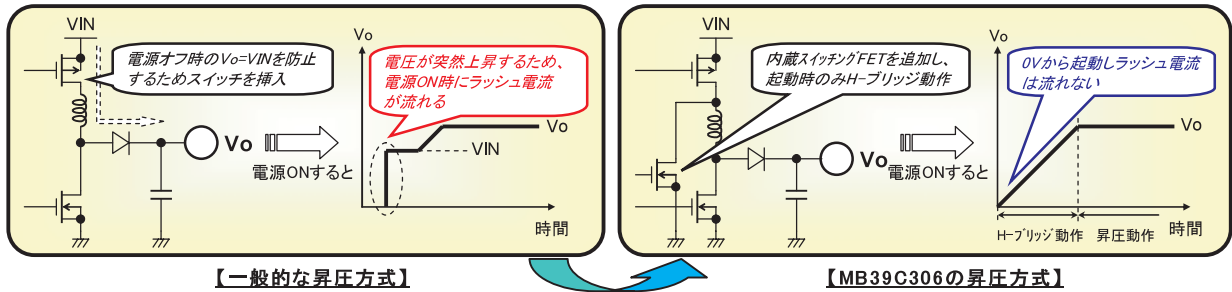 VIN
電源オフ時のVo=VINを防止
するためスイッチを挿入
Vo
電源ONすると
Vo
電圧が突然上昇するため、
電源ON時にラッシュ電流
が流れる
Vo
VIN
時間
【一般的な昇圧方式】
VIN
内蔵スイッチングFETを追加し、
起動時のみH-ブリッジ動作
Vo
電源ONすると
Vo
0Vから起動しラッシュ電流
は流れない
Vo
時間
H-ブリッジ動作 昇圧動作
【MB39C306の昇圧方式】